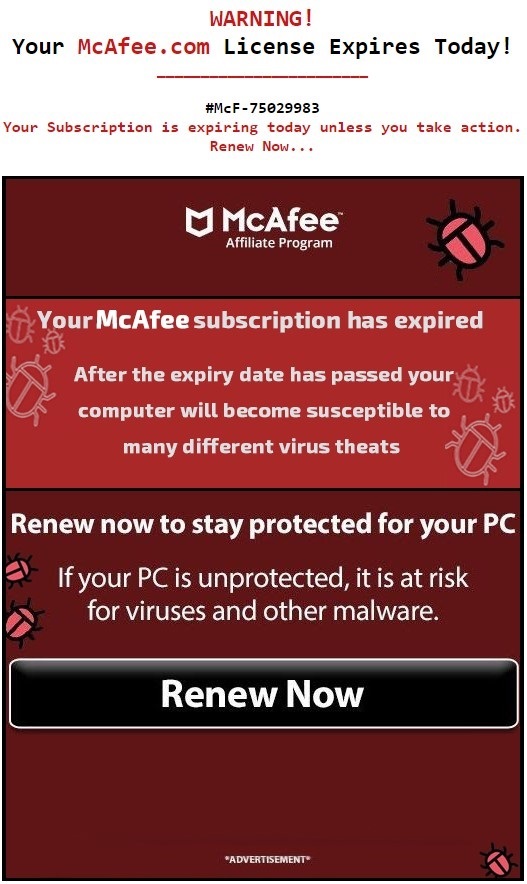 WARNING!
Your McAfee.com License Expires Today!
________________________
#McF-75029983
Your Subscription is expiring today unless you take action.
Renew Now...
McAfee™
Affiliate Program
Your McAfee subscription has expired
After the expiry date has passed your
computer will become susceptible to
many different virus theats
Renew now to stay protected for your PC
If your PC is unprotected, it is at risk
for viruses and other malware.
Renew Now
*ADVERTISEMENT*